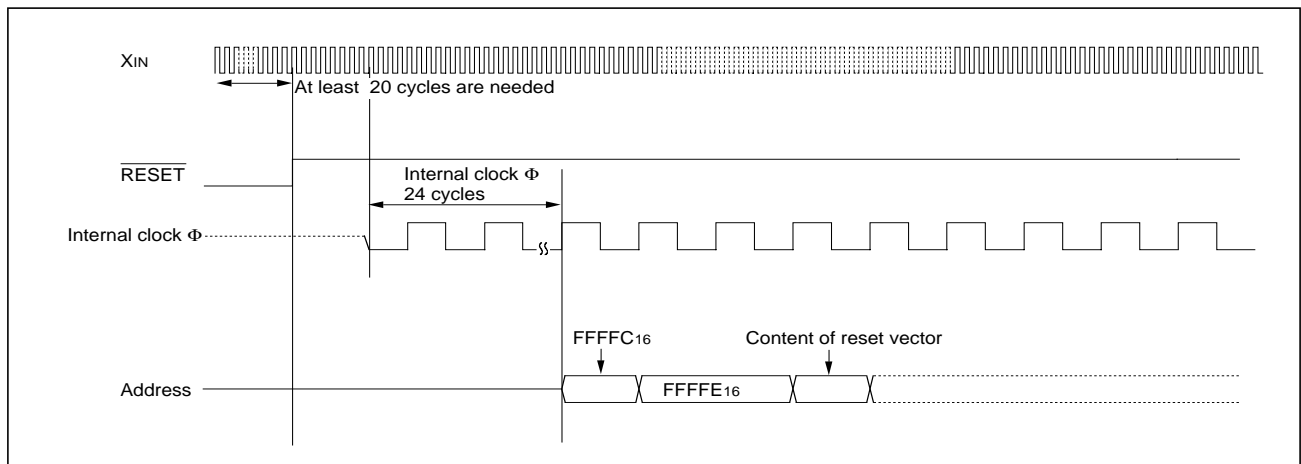 XIN
At least 20 cycles are needed
RESET
Internal clock Φ
24 cycles
Internal clock Φ
FFFFC16
Content of reset vector
Address
FFFFE16